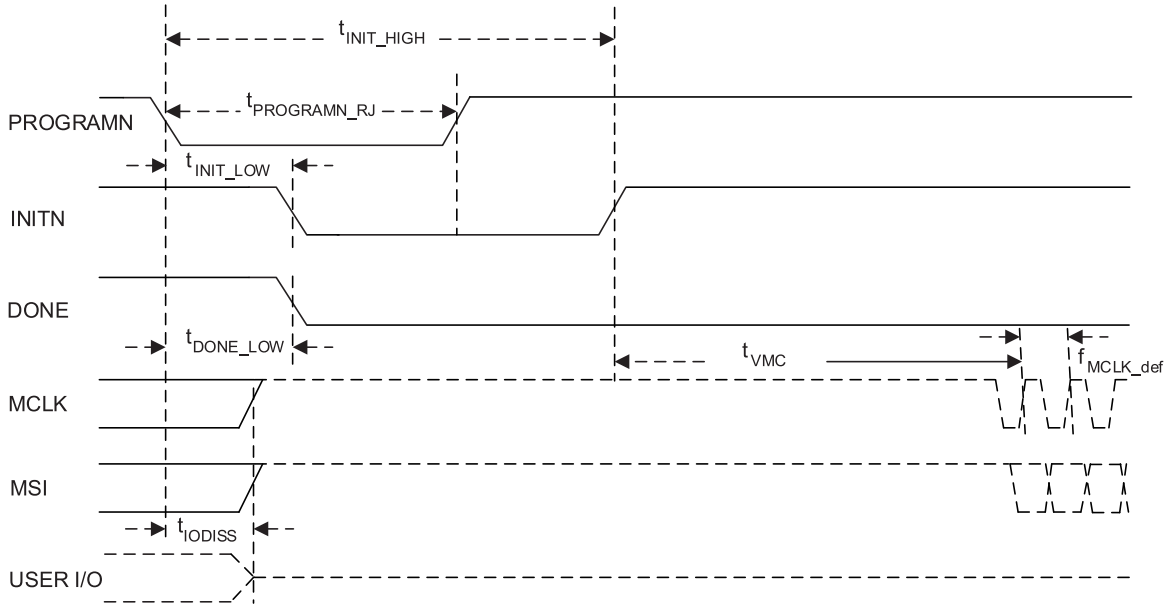 tINIT_HIGH
PROGRAMN
tPROGRAMN_RJ
tINIT_LOW
INITN
DONE
tDONE_LOW
tVMC
fMCLK_def
MCLK
MSI
tIODISS
USER I/O